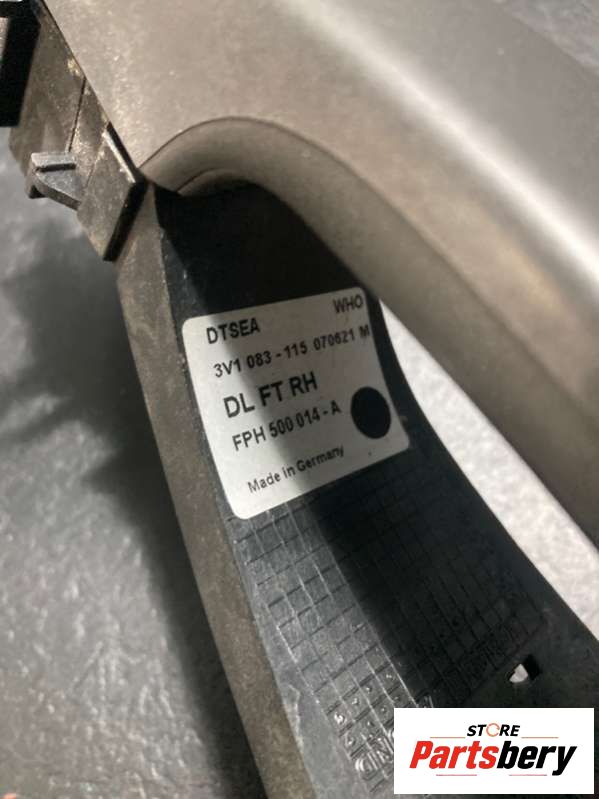 DTSEA WHO
3V1 083 - 115 070621 M
DL FT RH
FPH 500 014 - A
Made in Germany
STORE
Partsbery